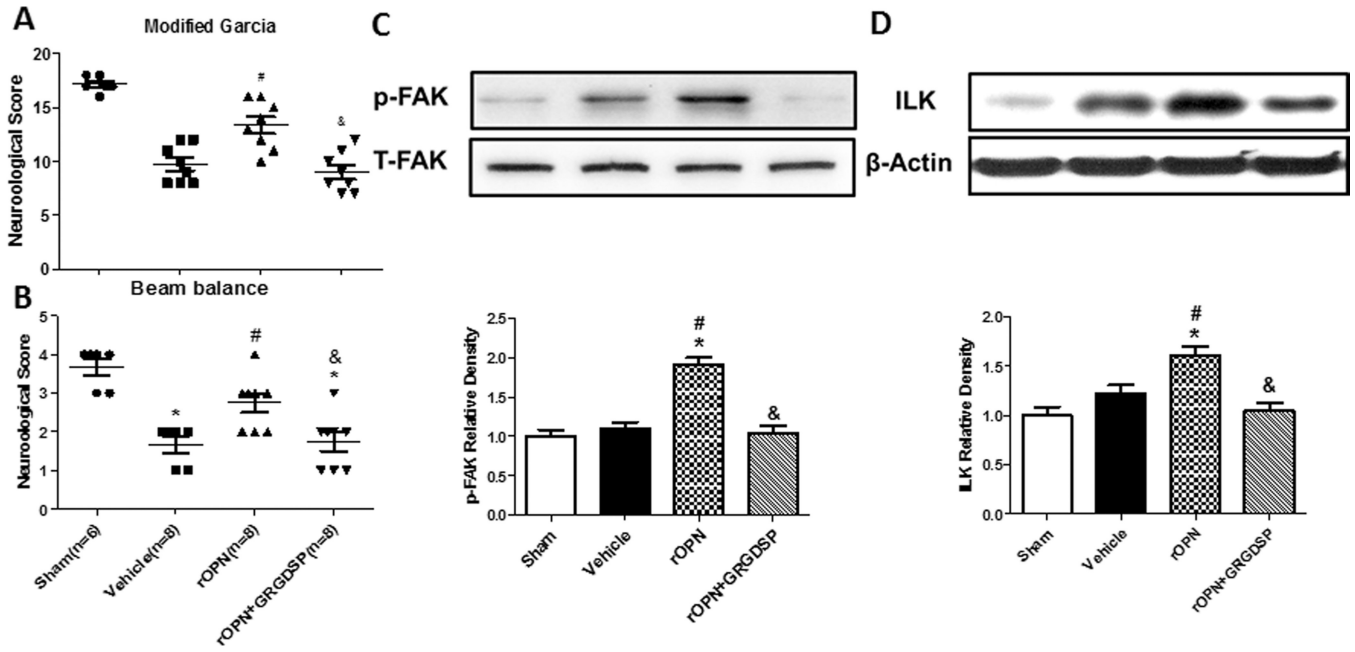 A
Modified Garcia
Neuroological Score
20
15
10
5
0
#
&
B
Beam balance
Neuroological Score
5
4
3
2
1
0
*
#
&
*
Sham(n=6)
Vehicle(n=8)
rOPN(n=8)
rOPN+GRGDSP(n=8)
C
p-FAK
T-FAK
p-FAK Relative Density
2.5
2.0
1.5
1.0
0.5
0.0
#
*
&
Sham
Vehicle
rOPN
rOPN+GRGDSP
D
ILK
β-Actin
ILK Relative Density
2.0
1.5
1.0
0.5
0.0
#
*
&
Sham
Vehicle
rOPN
rOPN+GRGDSP